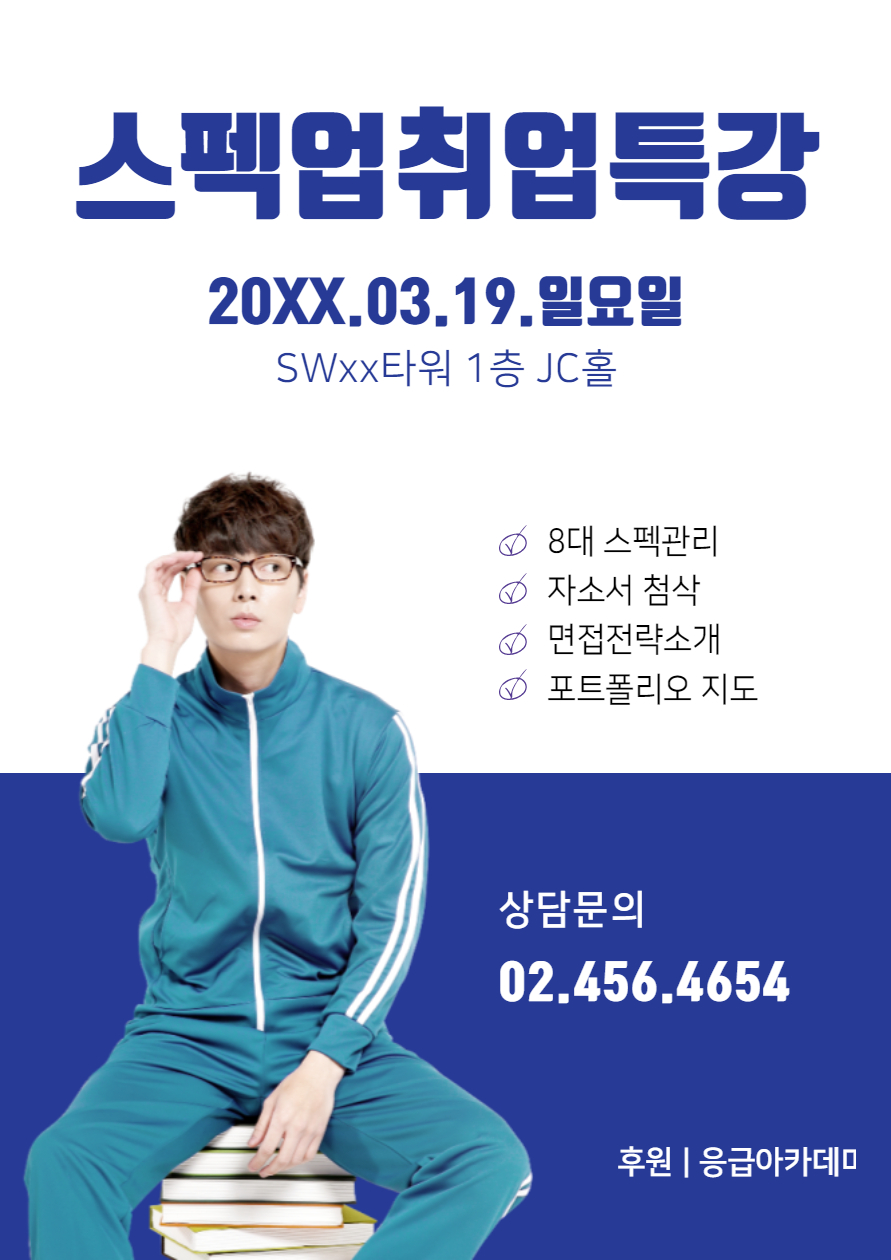 스펙업취업특강
20XX.03.19.일요일
SWxx타워 1층 JC홀
8대 스펙관리
자소서 첨삭
면접전략소개
포트폴리오 지도
상담문의
02.456.4654
후원 | 응급아카데